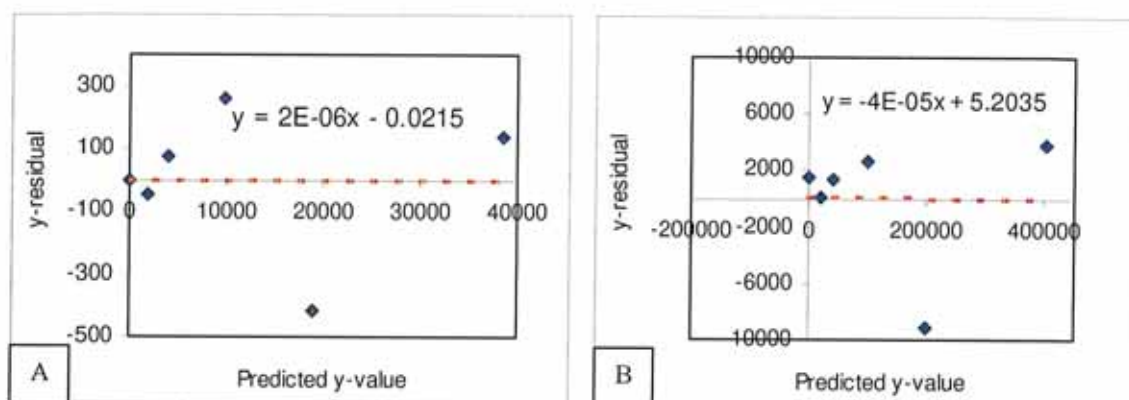 300
100
-100
-300
-500
y-residual
y = 2E-06x - 0.0215
0
10000
20000
30000
40000
Predicted y-value
A
10000
6000
2000
-2000
-6000
10000
y-residual
y = -4E-05x + 5.2035
-200000
0
200000
400000
Predicted y-value
B